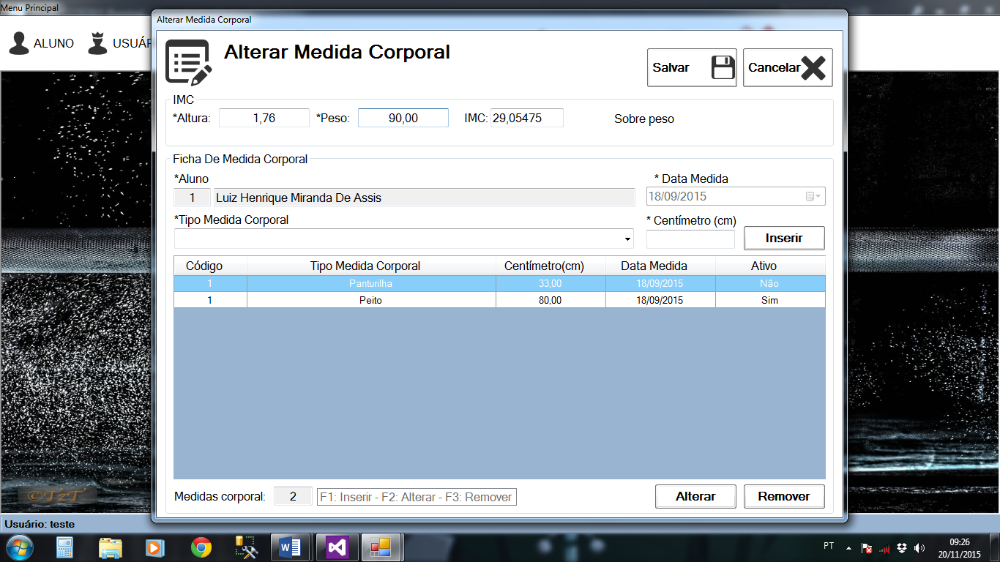 Menu Principal
ALUNO
USUÁR
Alterar Medida Corporal
Alterar Medida Corporal
Salvar
Cancelar
IMC
*Altura: 1,76 *Peso: 90,00 IMC: 29,05475 Sobre peso
Ficha De Medida Corporal
*Aluno * Data Medida
1 Luiz Henrique Miranda De Assis 18/09/2015
*Tipo Medida Corporal * Centímetro (cm)
Inserir
Código Tipo Medida Corporal Centímetro(cm) Data Medida Ativo
1 Panturilha 33,00 18/09/2015 Não
1 Peito 80,00 18/09/2015 Sim
Medidas corporal: 2 F1: Inserir - F2: Alterar - F3: Remover Alterar Remover
©TzT
Usuário: teste
PT 09:26
20/11/2015